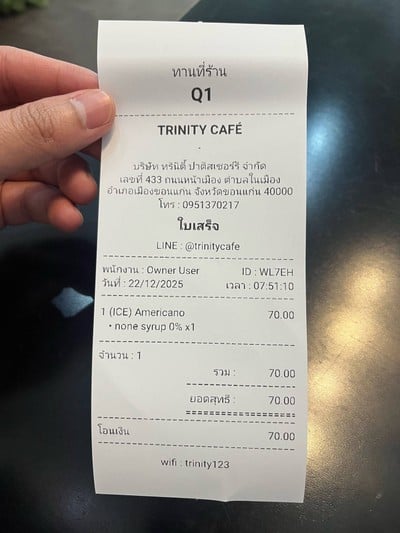 ทานที่ร้าน
Q1
TRINITY CAFÉ
.
บริษัท ทรินิตี้ ปาติสเซอร์รี จำกัด
เลขที่ 433 ถนนหน้าเมือง ตำบลในเมือง
อำเภอเมืองขอนแก่น จังหวัดขอนแก่น 40000
โทร : 0951370217
ใบเสร็จ
LINE : @trinitycafe
พนักงาน : Owner User ID : WL7EH
วันที่ : 22/12/2025 เวลา : 07:51:10
1 (ICE) Americano 70.00
• none syrup 0% x1
จำนวน : 1
รวม : 70.00
ยอดสุทธิ : 70.00
โอนเงิน 70.00
wifi : trinity123